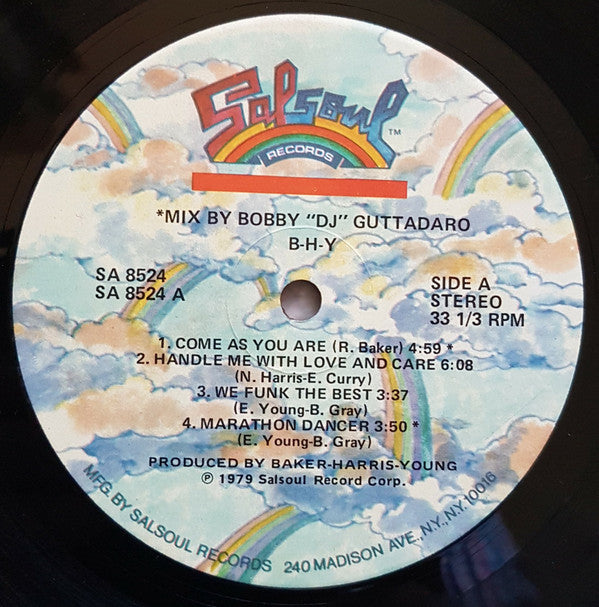 Salsoul
TM
RECORDS
*MIX BY BOBBY "DJ" GUTTADARO
B-H-Y
SA 8524
SA 8524 A
SIDE A
STEREO
33 1/3 RPM
1. COME AS YOU ARE (R. Baker) 4:59 *
2. HANDLE ME WITH LOVE AND CARE 6:08
(N. Harris-E. Curry)
3. WE FUNK THE BEST 3:37
(E. Young-B. Gray)
4. MARATHON DANCER 3:50 *
(E. Young-B. Gray)
PRODUCED BY BAKER-HARRIS-YOUNG
℗ 1979 Salsoul Record Corp.
MFG. BY SALSOUL RECORDS 240 MADISON AVE., N.Y., N.Y. 10016